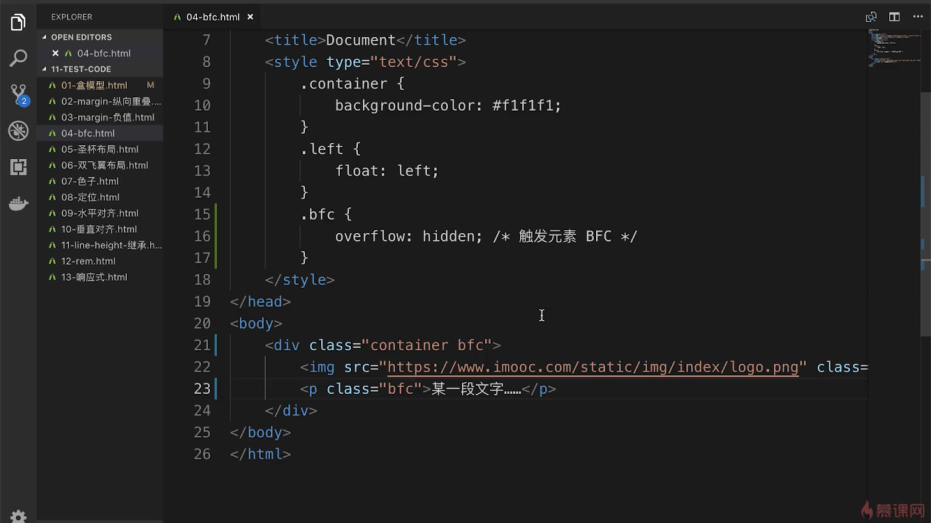 EXPLORER
04-bfc.html
OPEN EDITORS
04-bfc.html
11-TEST-CODE
01-盒模型.html M
02-margin-纵向重叠....
03-margin-负值.html
04-bfc.html
05-圣杯布局.html
06-双飞翼布局.html
07-色子.html
08-定位.html
09-水平对齐.html
10-垂直对齐.html
11-line-height-继承.h...
12-rem.html
13-响应式.html
2
7 <title>Document</title>
8 <style type="text/css">
9 .container {
10 background-color: #f1f1f1;
11 }
12 .left {
13 float: left;
14 }
15 .bfc {
16 overflow: hidden; /* 触发元素 BFC */
17 }
18 </style>
19 </head>
20 <body>
21 <div class="container bfc">
22 <img src="https://www.imooc.com/static/img/index/logo.png" class=
23 <p class="bfc">某一段文字……</p>
24 </div>
25 </body>
26 </html>
慕课网